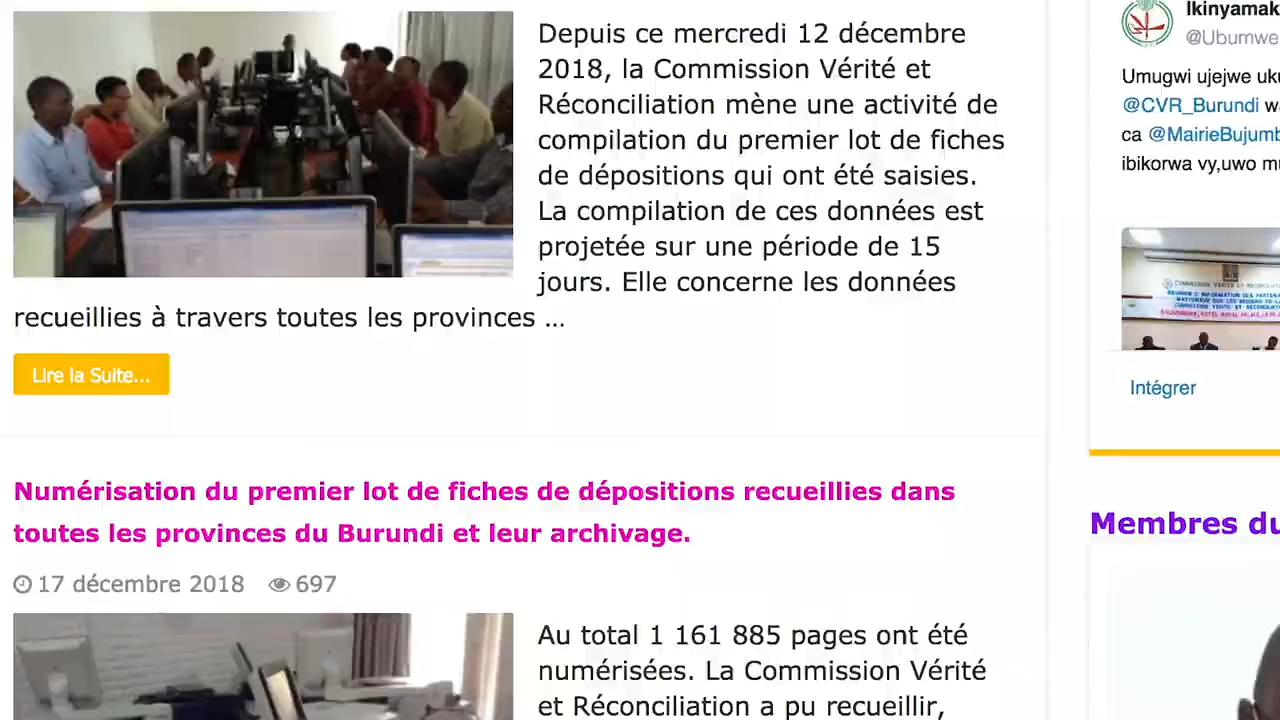 Depuis ce mercredi 12 décembre
2018, la Commission Vérité et
Réconciliation mène une activité de
compilation du premier lot de fiches
de dépositions qui ont été saisies.
La compilation de ces données est
projetée sur une période de 15
jours. Elle concerne les données
recueillies à travers toutes les provinces ...
Lire la Suite...
Numérisation du premier lot de fiches de dépositions recueillies dans
toutes les provinces du Burundi et leur archivage.
17 décembre 2018 697
Au total 1 161 885 pages ont été
numérisées. La Commission Vérité
et Réconciliation a pu recueillir,
Ikinyamak
@Ubumwe
Umugwi ujejwe uku
@CVR_Burundi w
ca @MairieBujumb
ibikorwa vy,uwo mu
COMMISSION VERITE ET RECONCILIATI
Intégrer
Membres du